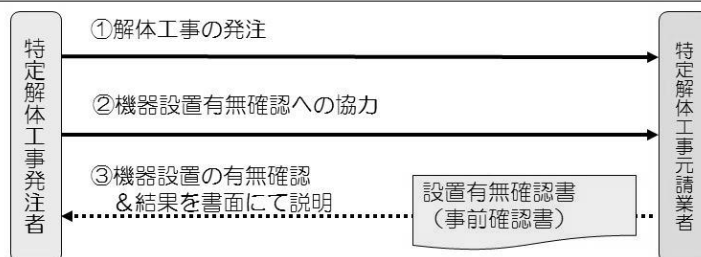 特定解体工事発注者
①解体工事の発注
②機器設置有無確認への協力
③機器設置の有無確認
&結果を書面にて説明
設置有無確認書
(事前確認書)
特定解体工事元請業者